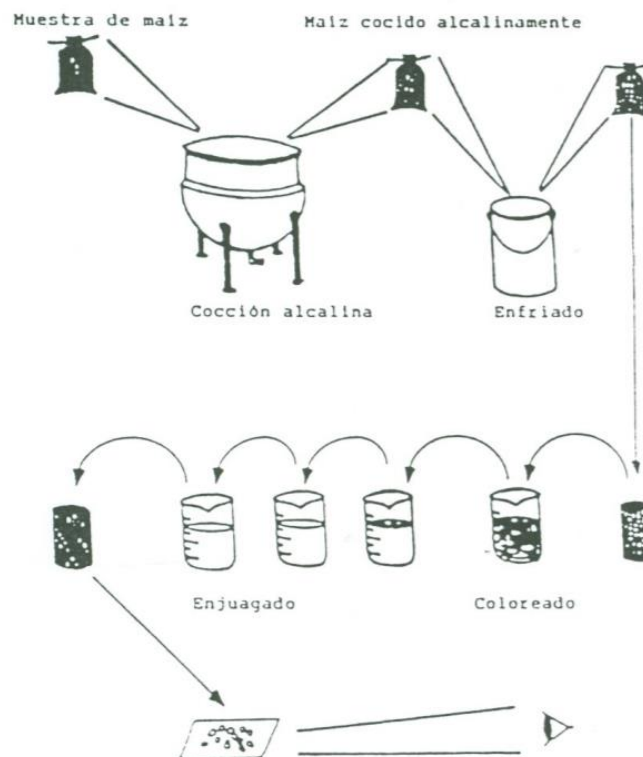 Muestra de maiz
Maiz cocido alcalinamente
Cocción alcalina
Enfriado
Enjuagado
Coloreado